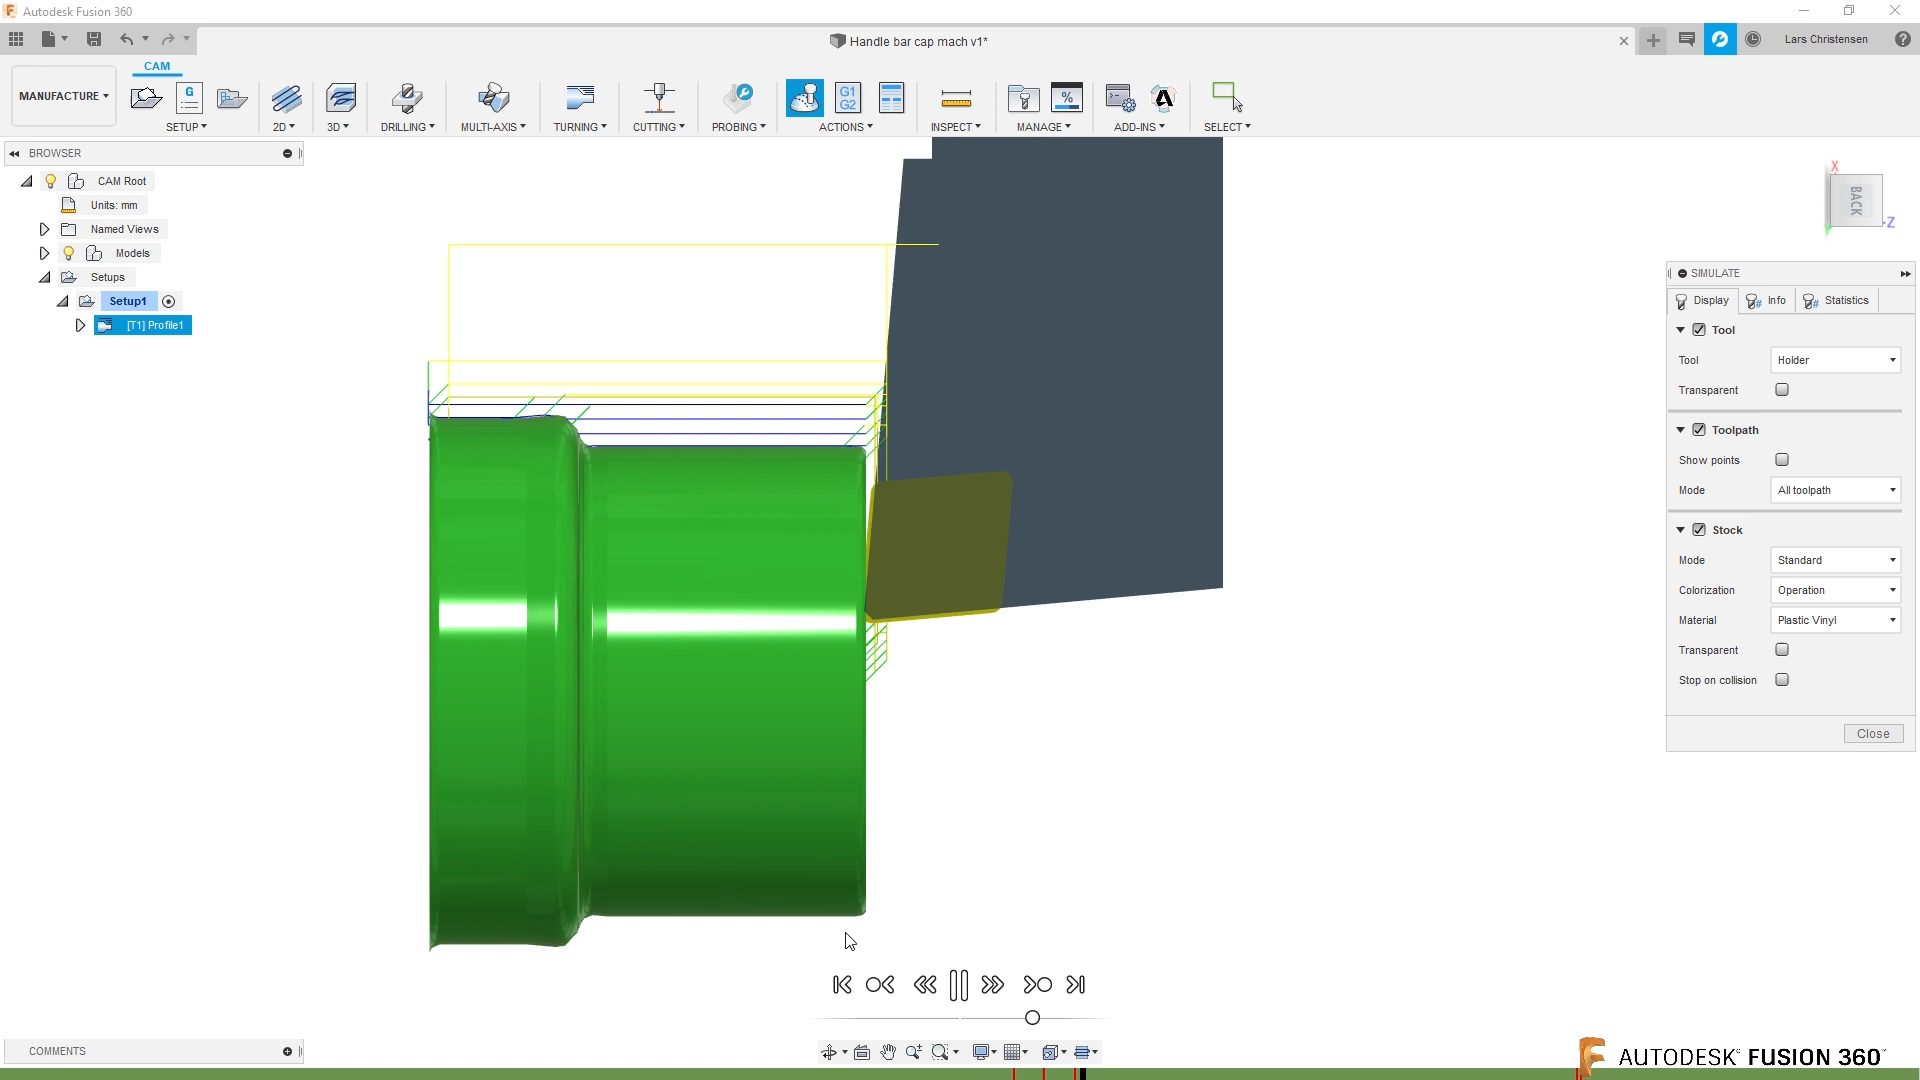 Autodesk Fusion 360
Handle bar cap mach v1*
Lars Christensen
CAM
MANUFACTURE
SETUP
2D
3D
DRILLING
MULTI-AXIS
TURNING
CUTTING
PROBING
ACTIONS
INSPECT
MANAGE
ADD-INS
SELECT
G
G1
G2
%
BROWSER
CAM Root
Units: mm
Named Views
Models
Setups
Setup1
[T1] Profile1
X
BACK
-Z
SIMULATE
Display
Info
Statistics
Tool
Tool
Holder
Transparent
Toolpath
Show points
Mode
All toolpath
Stock
Mode
Standard
Colorization
Operation
Material
Plastic Vinyl
Transparent
Stop on collision
Close
COMMENTS
AUTODESK® FUSION 360™